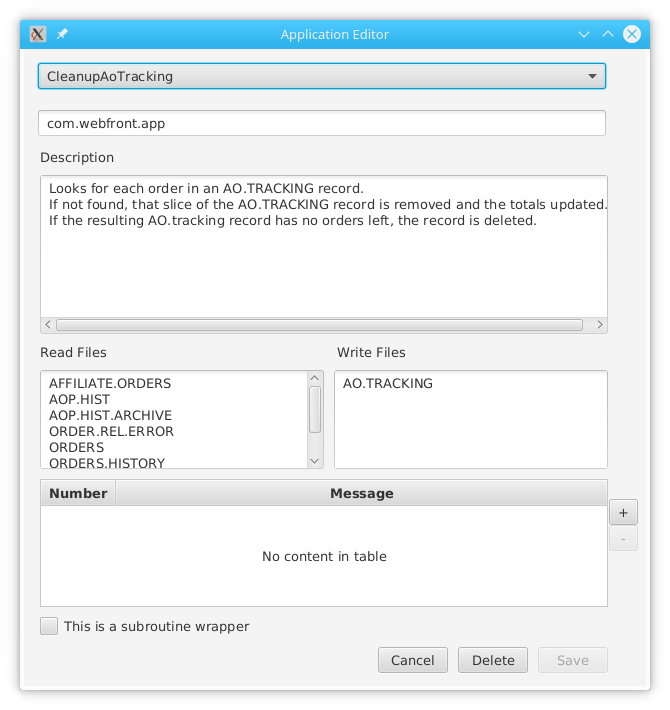 Application Editor
CleanupAoTracking
com.webfront.app
Description
Looks for each order in an AO.TRACKING record.
If not found, that slice of the AO.TRACKING record is removed and the totals updated.
If the resulting AO.tracking record has no orders left, the record is deleted.
Read Files
Write Files
AFFILIATE.ORDERS
AOP.HIST
AOP.HIST.ARCHIVE
ORDER.REL.ERROR
ORDERS
ORDERS.HISTORY
AO.TRACKING
Number
Message
No content in table
+
-
This is a subroutine wrapper
Cancel
Delete
Save